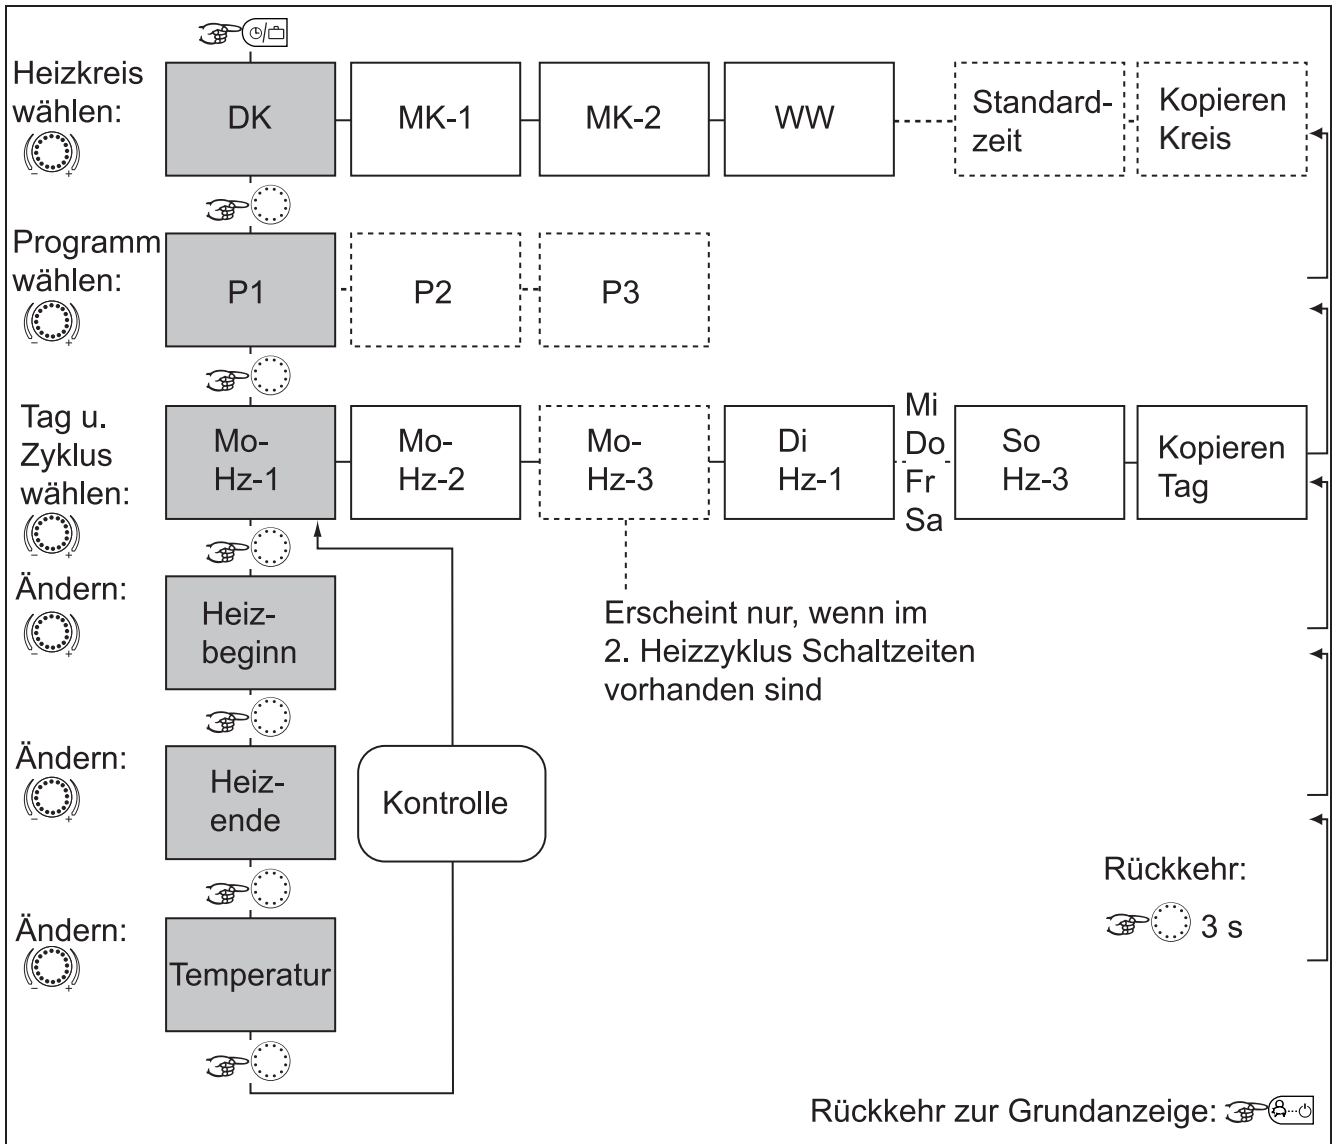 Heizkreis
wählen:
DK
MK-1
MK-2
WW
Standard-
zeit
Kopieren
Kreis
Programm
wählen:
P1
P2
P3
Tag u.
Zyklus
wählen:
Mo-
Hz-1
Mo-
Hz-2
Mo-
Hz-3
Di
Hz-1
Mi
Do
Fr
Sa
So
Hz-3
Kopieren
Tag
Ändern:
Heiz-
beginn
Erscheint nur, wenn im
2. Heizzyklus Schaltzeiten
vorhanden sind
Ändern:
Heiz-
ende
Kontrolle
Rückkehr:
3 s
Ändern:
Temperatur
Rückkehr zur Grundanzeige: